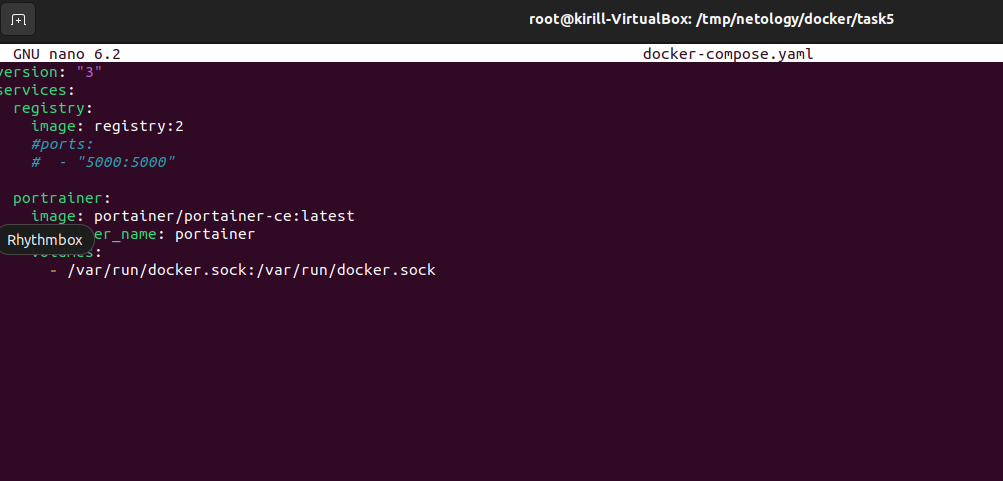 root@kirill-VirtualBox: /tmp/netology/docker/task5
GNU nano 6.2 docker-compose.yaml
version: "3"
services:
registry:
image: registry:2
#ports:
# - "5000:5000"
portrainer:
image: portainer/portainer-ce:latest
er_name: portainer
Rhythmbox
volumes:
- /var/run/docker.sock:/var/run/docker.sock